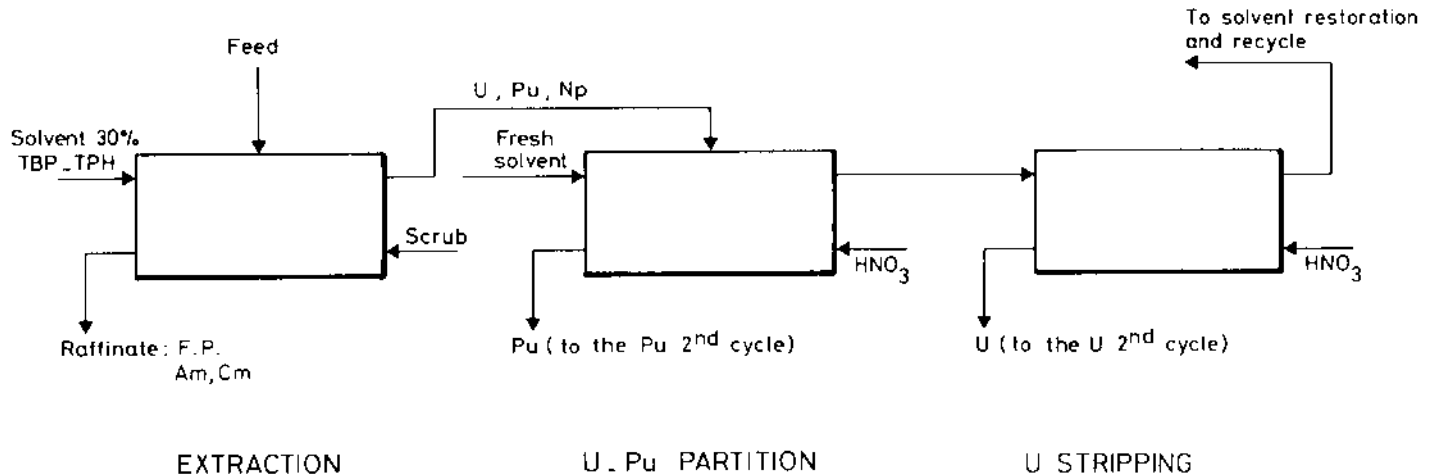 To solvent restoration
and recycle
Feed
U, Pu, Np
Solvent 30%
TBP_TPH
Fresh
solvent
Scrub
HNO3
HNO3
Raffinate: F.P.
Am, Cm
Pu (to the Pu 2nd cycle)
U (to the U 2nd cycle)
EXTRACTION
U_Pu PARTITION
U STRIPPING